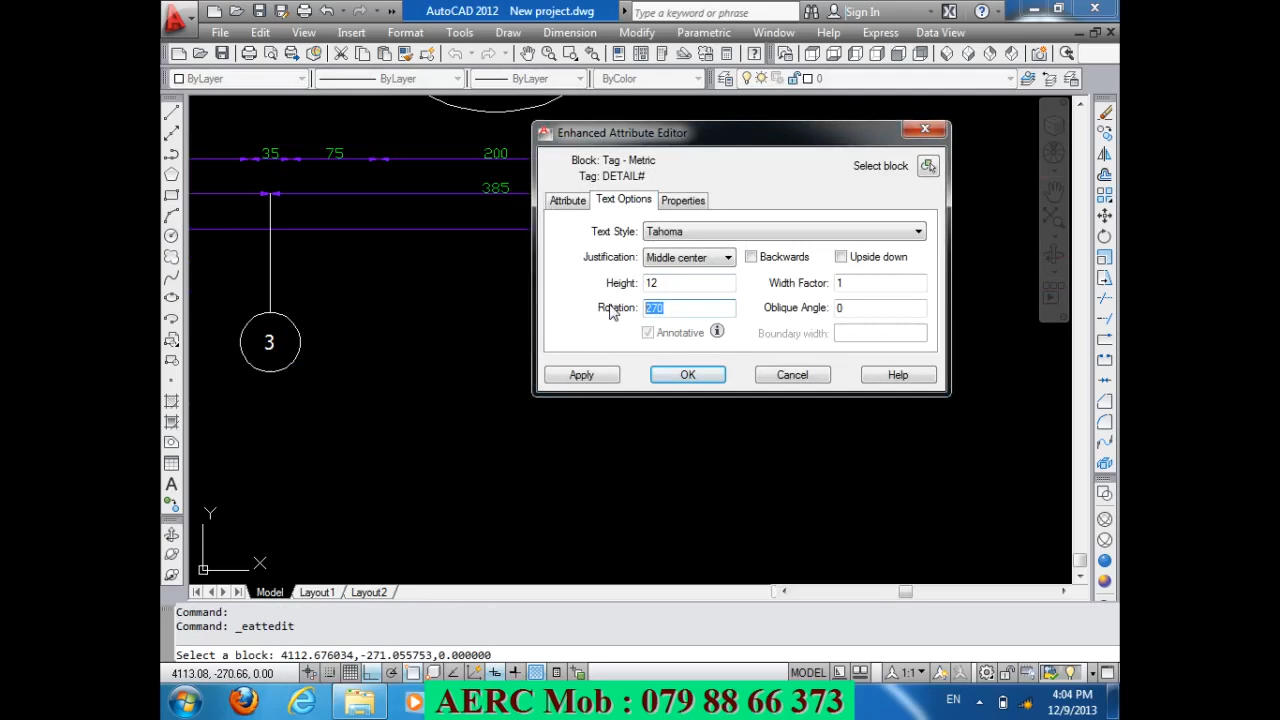 AutoCAD 2012 New project.dwg
Type a keyword or phrase
Sign In
File Edit View Insert Format Tools Draw Dimension Modify Parametric Window Help Express Data View
ByLayer
ByLayer
ByLayer
ByColor
0
35 75 200
385
3
Enhanced Attribute Editor
Block: Tag - Metric
Tag: DETAIL#
Select block
Attribute Text Options Properties
Text Style: Tahoma
Justification: Middle center Backwards Upside down
Height: 12 Width Factor: 1
Rotation: 270 Oblique Angle: 0
Annotative Boundary width:
Apply OK Cancel Help
Y
X
Model Layout1 Layout2
Command:
Command: _eattedit
Select a block: 4112.676034,-271.055753,0.000000
4113.08, -270.66, 0.00
MODEL
1:1
AERC Mob : 079 88 66 373
EN
4:04 PM
12/9/2013